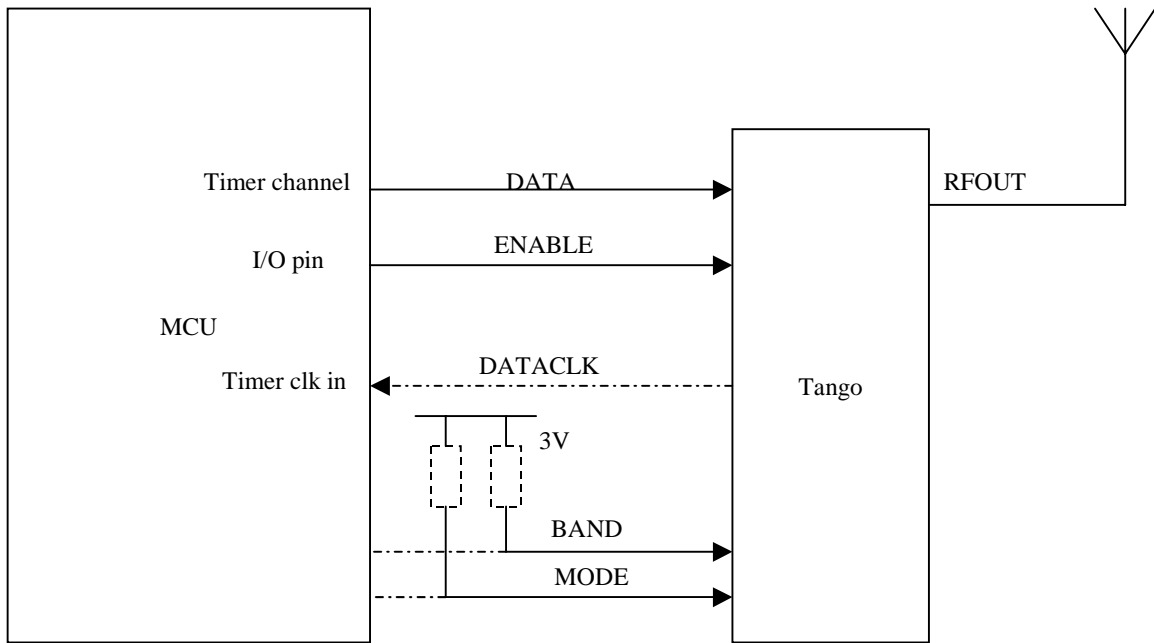 Timer channel
DATA
RFOUT
I/O pin
ENABLE
MCU
Timer clk in
DATACLK
Tango
3V
BAND
MODE